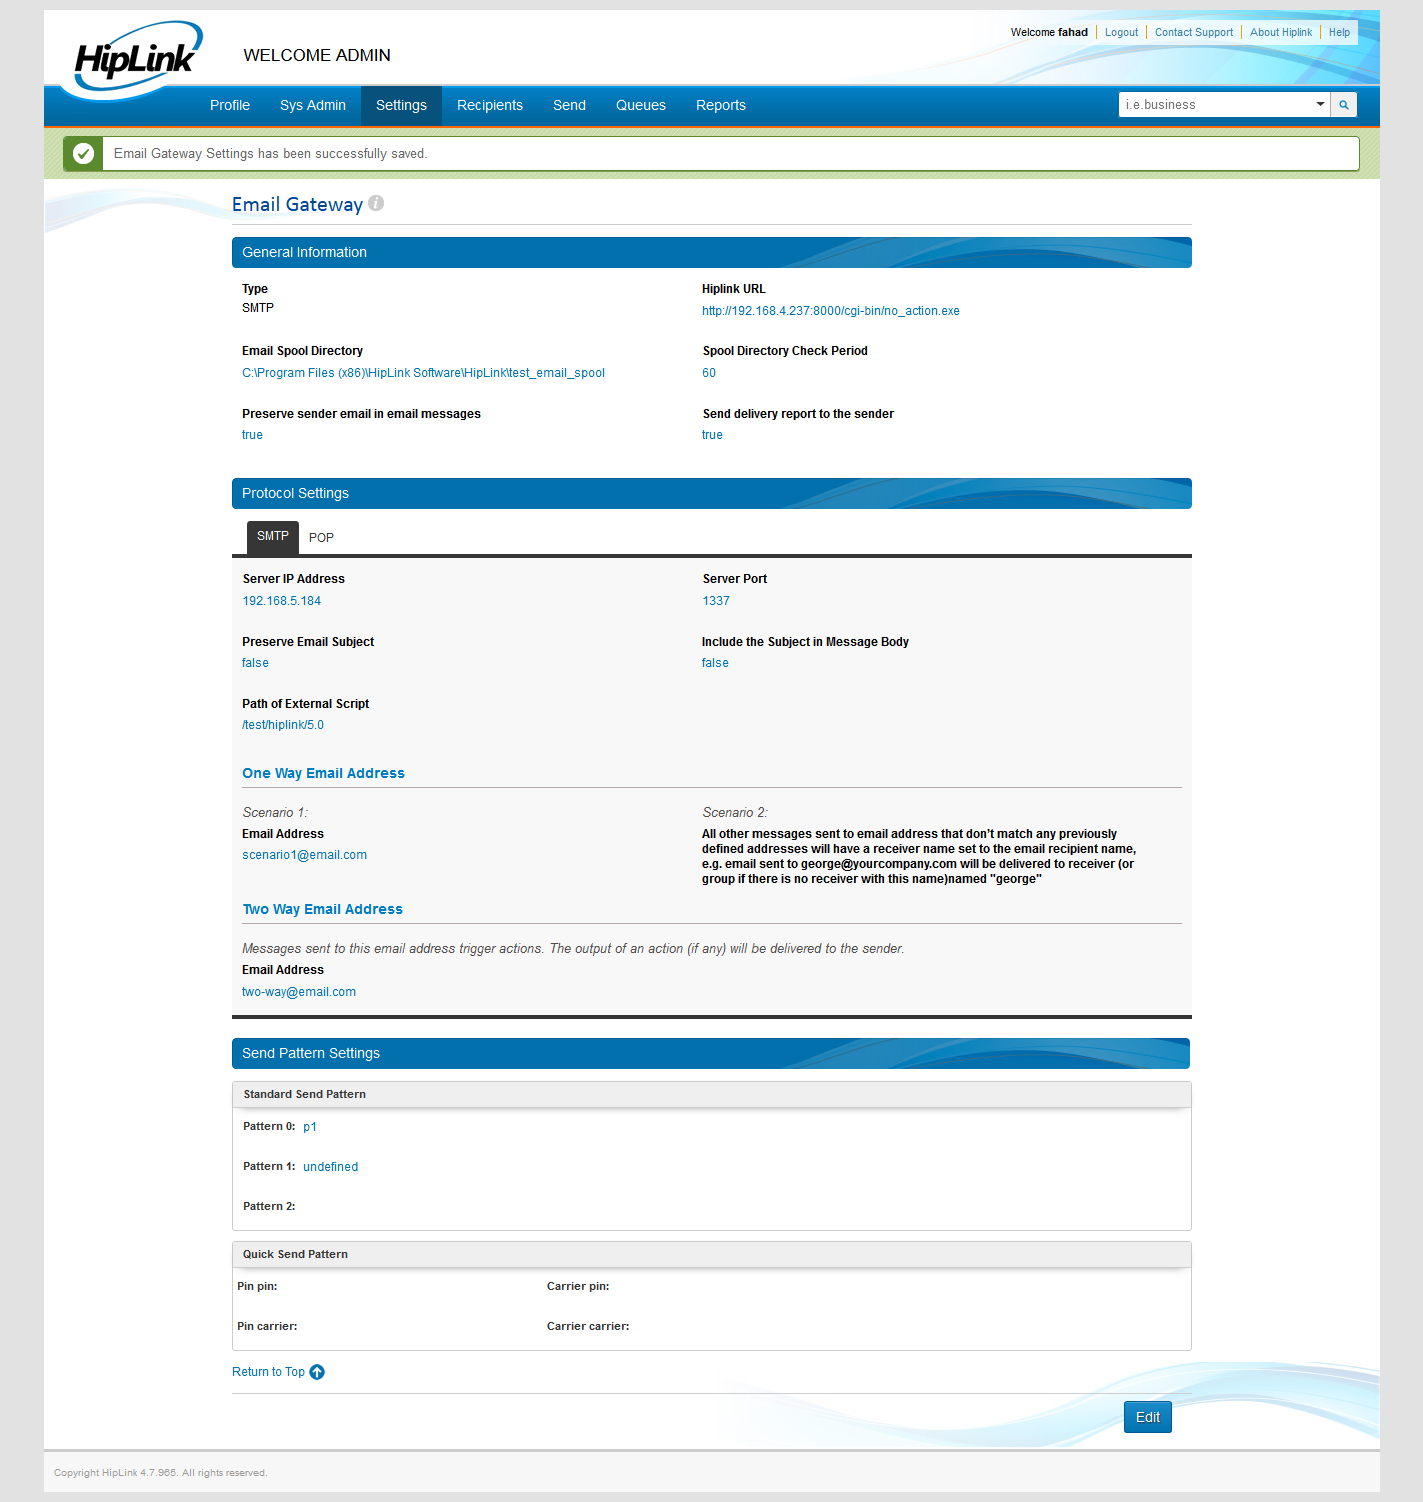 HipLink
WELCOME ADMIN
Welcome fahad
Logout
Contact Support
About Hiplink
Help
Profile
Sys Admin
Settings
Recipients
Send
Queues
Reports
i.e.business
Email Gateway Settings has been successfully saved.
Email Gateway
General Information
Type
Hiplink URL
SMTP
http://192.168.4.237:8000/cgi-bin/no_action.exe
Email Spool Directory
Spool Directory Check Period
C:\Program Files (x86)\HipLink Software\HipLink\test_email_spool
60
Preserve sender email in email messages
Send delivery report to the sender
true
true
Protocol Settings
SMTP
POP
Server IP Address
Server Port
192.168.5.184
1337
Preserve Email Subject
Include the Subject in Message Body
false
false
Path of External Script
/test/hiplink/5.0
One Way Email Address
Scenario 1:
Email Address
scenario1@email.com
Scenario 2:
All other messages sent to email address that don't match any previously
defined addresses will have a receiver name set to the email recipient name,
e.g. email sent to george@yourcompany.com will be delivered to receiver (or
group if there is no receiver with this name)named "george"
Two Way Email Address
Messages sent to this email address trigger actions. The output of an action (if any) will be delivered to the sender.
Email Address
two-way@email.com
Send Pattern Settings
Standard Send Pattern
Pattern 0: p1
Pattern 1: undefined
Pattern 2:
Quick Send Pattern
Pin pin:
Carrier pin:
Pin carrier:
Carrier carrier:
Return to Top
Edit
Copyright HipLink 4.7.965. All rights reserved.